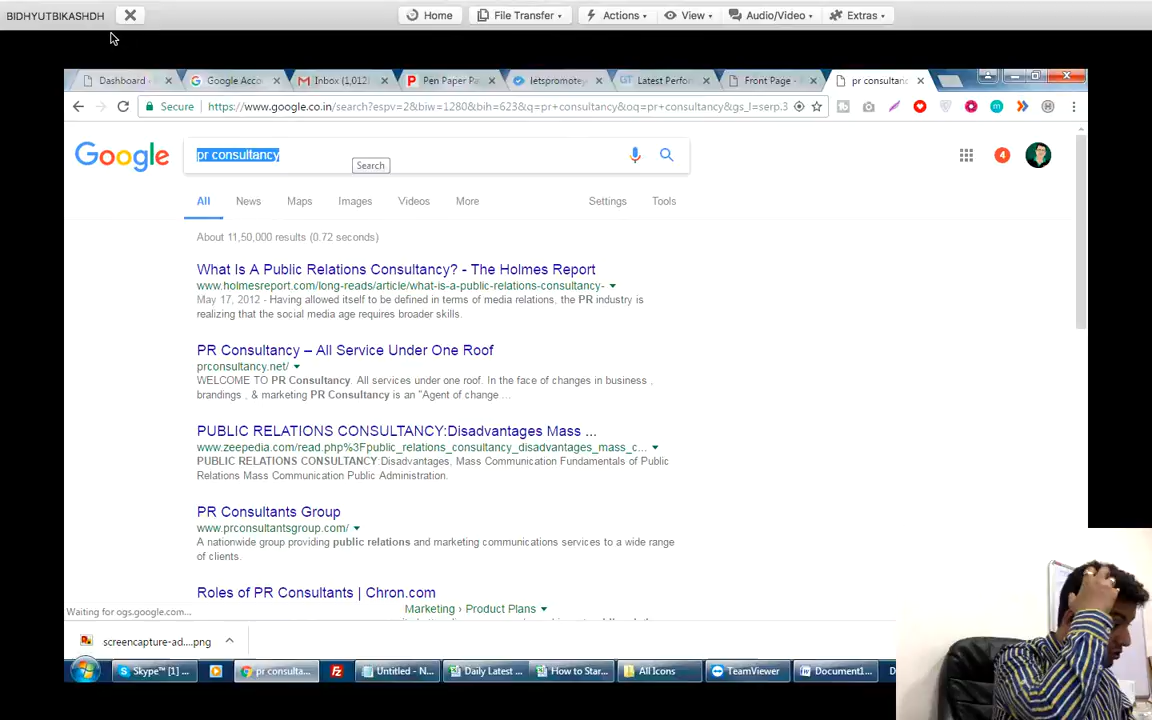 BIDHYUTBIKASHDH
Home File Transfer Actions View Audio/Video Extras
Dashboard Google Acco Inbox (1,012) Pen Paper Pa letspromote Latest Perfo Front Page - pr consultanc
Secure https://www.google.co.in/search?espv=2&biw=1280&bih=623&q=pr+consultancy&oq=pr+consultancy&gs_l=serp.3
Google pr consultancy
Search
4
All News Maps Images Videos More Settings Tools
About 11,50,000 results (0.72 seconds)
What Is A Public Relations Consultancy? - The Holmes Report
www.holmesreport.com/long-reads/article/what-is-a-public-relations-consultancy-
May 17, 2012 - Having allowed itself to be defined in terms of media relations, the PR industry is
realizing that the social media age requires broader skills.
PR Consultancy – All Service Under One Roof
prconsultancy.net/
WELCOME TO PR Consultancy. All services under one roof. In the face of changes in business ,
brandings , & marketing PR Consultancy is an "Agent of change ...
PUBLIC RELATIONS CONSULTANCY:Disadvantages Mass ...
www.zeepedia.com/read.php%3Fpublic_relations_consultancy_disadvantages_mass_c...
PUBLIC RELATIONS CONSULTANCY:Disadvantages, Mass Communication Fundamentals of Public
Relations Mass Communication Public Administration.
PR Consultants Group
www.prconsultantsgroup.com/
A nationwide group providing public relations and marketing communications services to a wide range
of clients.
Roles of PR Consultants | Chron.com
Marketing › Product Plans
Waiting for ogs.google.com...
screencapture-ad....png
Skype™ [1] ... pr consulta... Untitled - N... Daily Latest ... How to Star... All Icons TeamViewer Document1... D